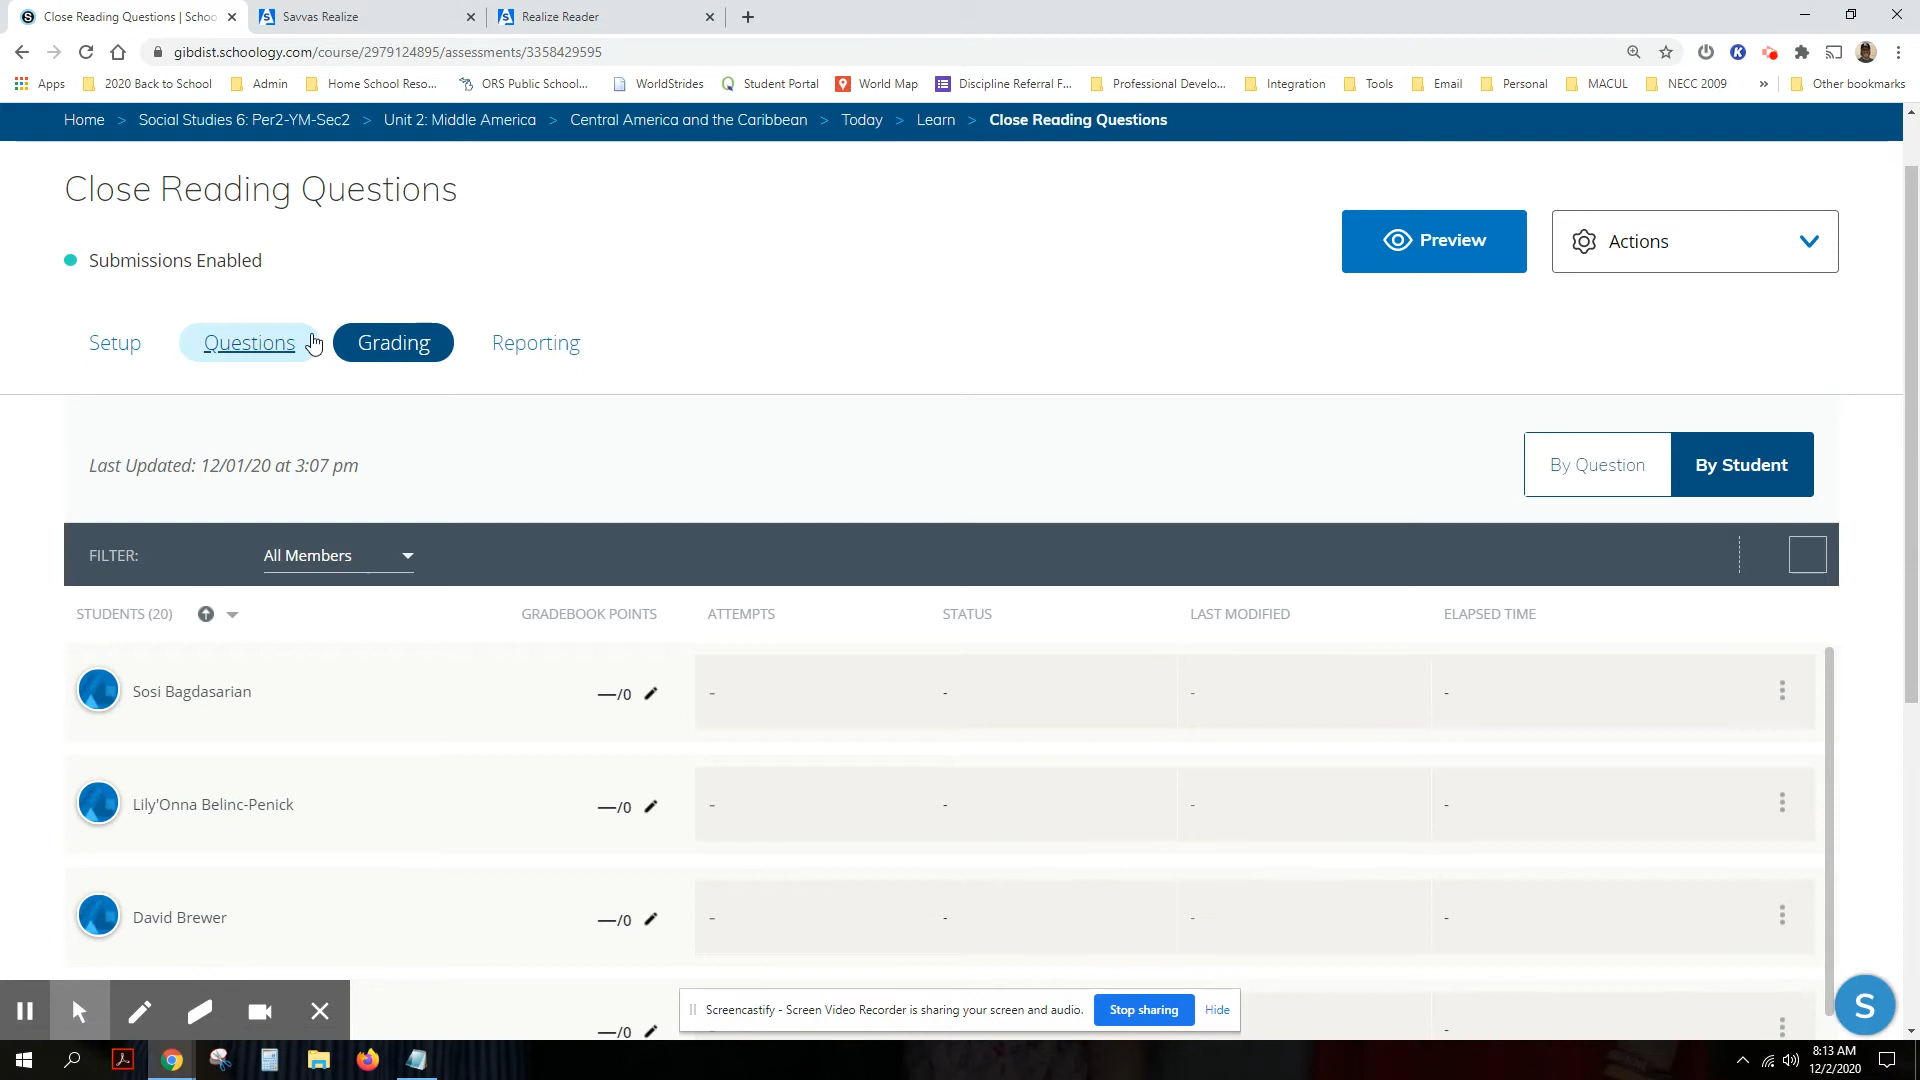 Close Reading Questions | Schoo
Savvas Realize
Realize Reader
gibdist.schoology.com/course/2979124895/assessments/3358429595
Apps
2020 Back to School
Admin
Home School Reso...
ORS Public School...
WorldStrides
Student Portal
World Map
Discipline Referral F...
Professional Develo...
Integration
Tools
Email
Personal
MACUL
NECC 2009
»
Other bookmarks
Home > Social Studies 6: Per2-YM-Sec2 > Unit 2: Middle America > Central America and the Caribbean > Today > Learn > Close Reading Questions
Close Reading Questions
Preview
Actions
Submissions Enabled
Setup
Questions
Grading
Reporting
Last Updated: 12/01/20 at 3:07 pm
By Question
By Student
FILTER:
All Members
STUDENTS (20)
GRADEBOOK POINTS
ATTEMPTS
STATUS
LAST MODIFIED
ELAPSED TIME
Sosi Bagdasarian
—/0
-
-
-
-
Lily'Onna Belinc-Penick
—/0
-
-
-
-
David Brewer
—/0
-
-
-
-
Screencastify - Screen Video Recorder is sharing your screen and audio.
Stop sharing
Hide
S
—/0
-
-
8:13 AM
12/2/2020